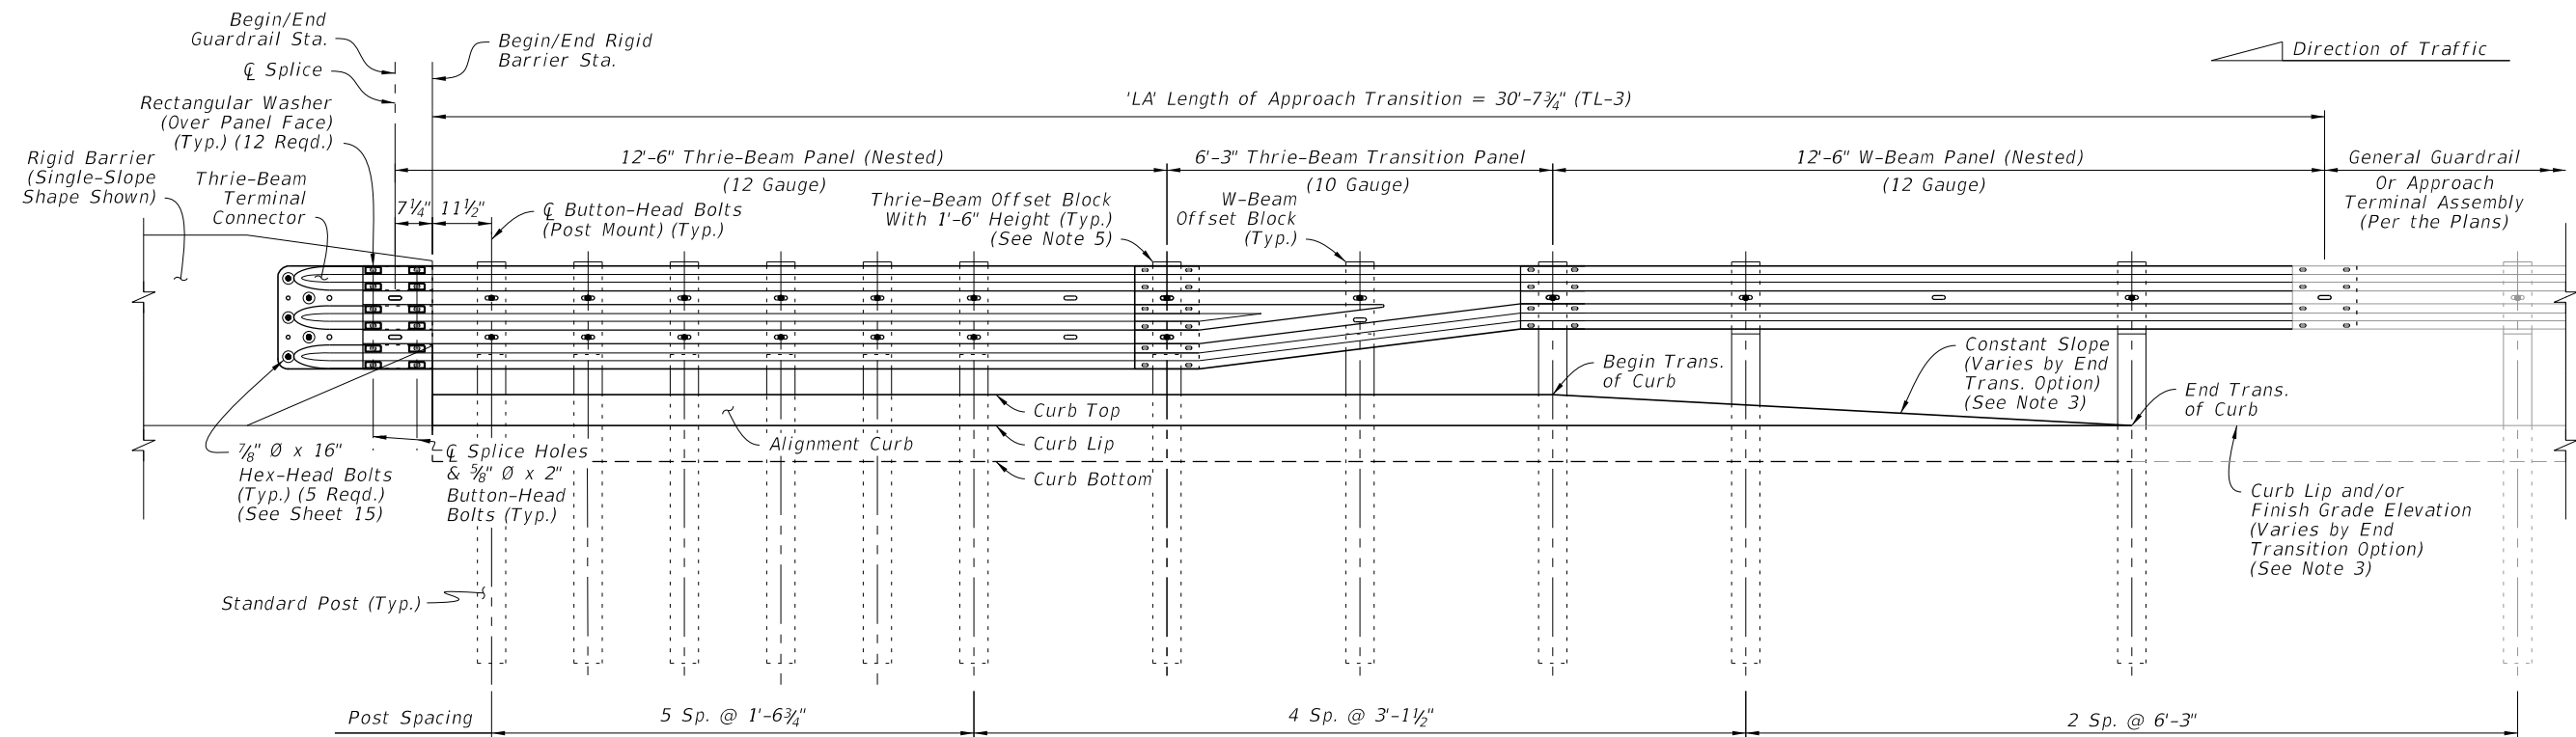 Begin/End
Guardrail Sta.
℄ Splice
Begin/End Rigid
Barrier Sta.
Direction of Traffic
Rectangular Washer
(Over Panel Face)
(Typ.) (12 Reqd.)
'LA' Length of Approach Transition = 30'-7¾" (TL-3)
Rigid Barrier
(Single-Slope
Shape Shown)
Thrie-Beam
Terminal
Connector
12'-6" Thrie-Beam Panel (Nested)
(12 Gauge)
6'-3" Thrie-Beam Transition Panel
(10 Gauge)
12'-6" W-Beam Panel (Nested)
(12 Gauge)
General Guardrail
Or Approach
Terminal Assembly
(Per the Plans)
7¼"
11½"
℄ Button-Head Bolts
(Post Mount) (Typ.)
Thrie-Beam Offset Block
With 1'-6" Height (Typ.)
(See Note 5)
W-Beam
Offset Block
(Typ.)
Begin Trans.
of Curb
Constant Slope
(Varies by End
Trans. Option)
(See Note 3)
End Trans.
of Curb
Curb Top
Alignment Curb
Curb Lip
Curb Bottom
⅞" Ø x 16"
Hex-Head Bolts
(Typ.) (5 Reqd.)
(See Sheet 15)
℄ Splice Holes
& ⅝" Ø x 2"
Button-Head
Bolts (Typ.)
Curb Lip and/or
Finish Grade Elevation
(Varies by End
Transition Option)
(See Note 3)
Standard Post (Typ.)
Post Spacing
5 Sp. @ 1'-6¾"
4 Sp. @ 3'-1½"
2 Sp. @ 6'-3"